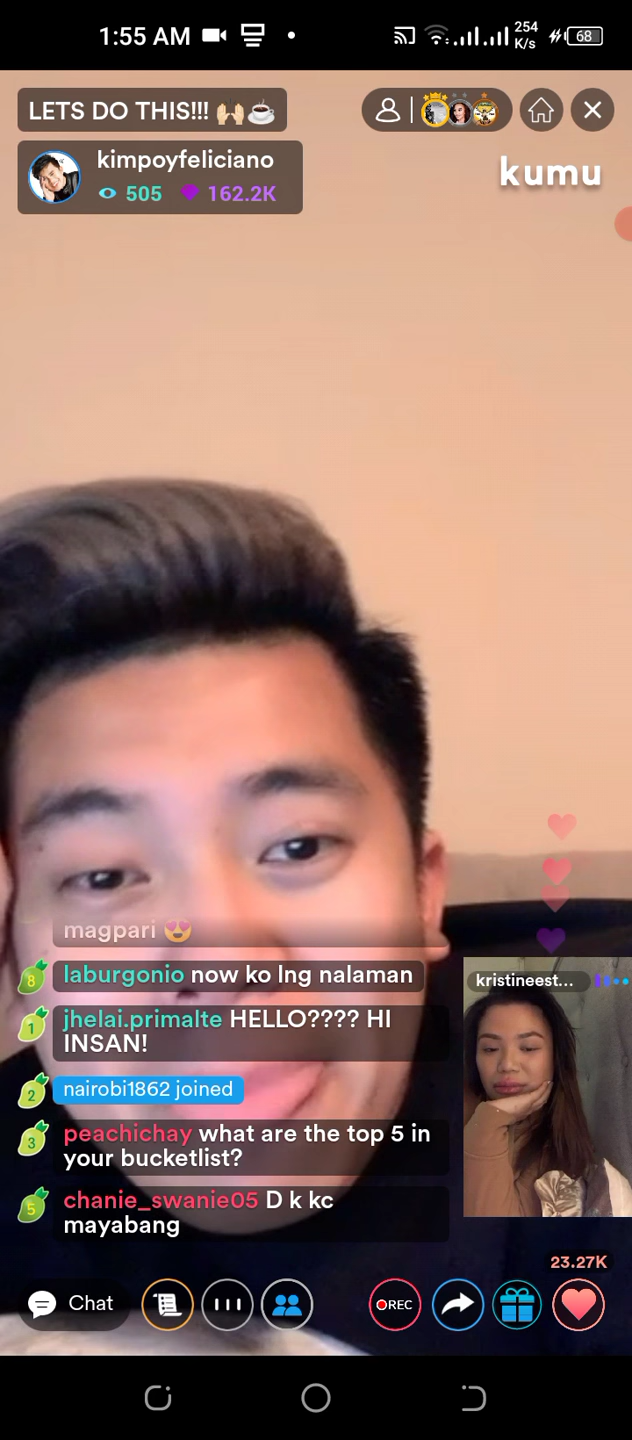 1:55 AM
254
K/s
68
LETS DO THIS!!! 🙌🏻☕
kimpoyfeliciano
505 162.2K
kumu
magpari 😍
8 laburgonio now ko lng nalaman
1 jhelai.primalte HELLO???? HI
INSAN!
2 nairobi1862 joined
3 peachichay what are the top 5 in
your bucketlist?
5 chanie_swanie05 D k kc
mayabang
kristineest...
23.27K
Chat
REC